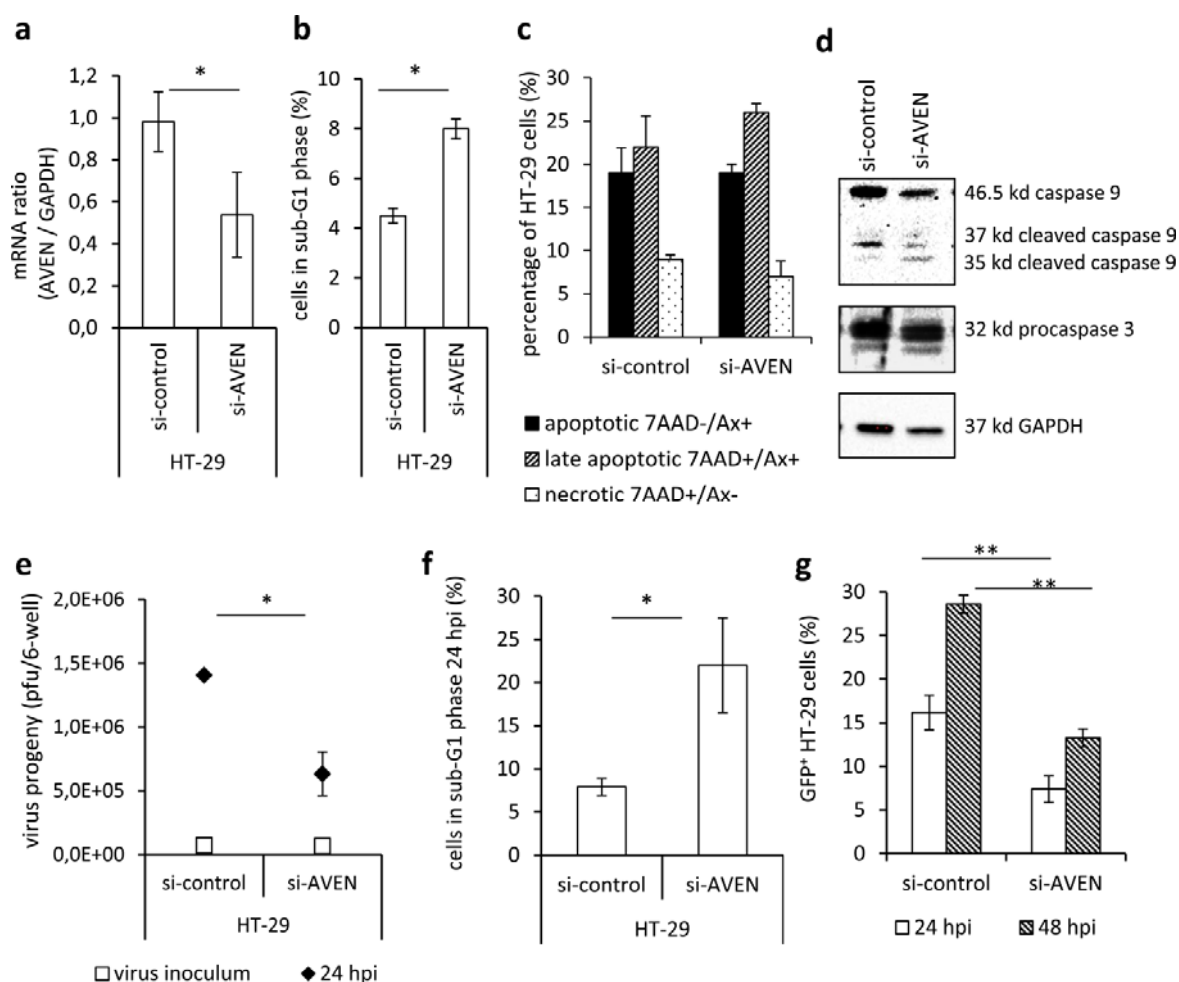 a
mRNA ratio
(AVEN / GAPDH)
1,2
1,0
0,8
0,6
0,4
0,2
0,0
*
si-control
si-AVEN
HT-29
b
cells in sub-G1 phase (%)
10
8
6
4
2
0
*
si-control
si-AVEN
HT-29
c
percentage of HT-29 cells (%)
30
25
20
15
10
5
0
si-control
si-AVEN
apoptotic 7AAD-/Ax+
late apoptotic 7AAD+/Ax+
necrotic 7AAD+/Ax-
d
si-control
si-AVEN
46.5 kd caspase 9
37 kd cleaved caspase 9
35 kd cleaved caspase 9
32 kd procaspase 3
37 kd GAPDH
e
virus progeny (pfu/6-well)
2,0E+06
1,5E+06
1,0E+06
5,0E+05
0,0E+00
*
si-control
si-AVEN
HT-29
virus inoculum
24 hpi
f
cells in sub-G1 phase 24 hpi (%)
30
25
20
15
10
5
0
*
si-control
si-AVEN
HT-29
g
GFP+ HT-29 cells (%)
30
25
20
15
10
5
0
**
**
si-control
si-AVEN
24 hpi
48 hpi